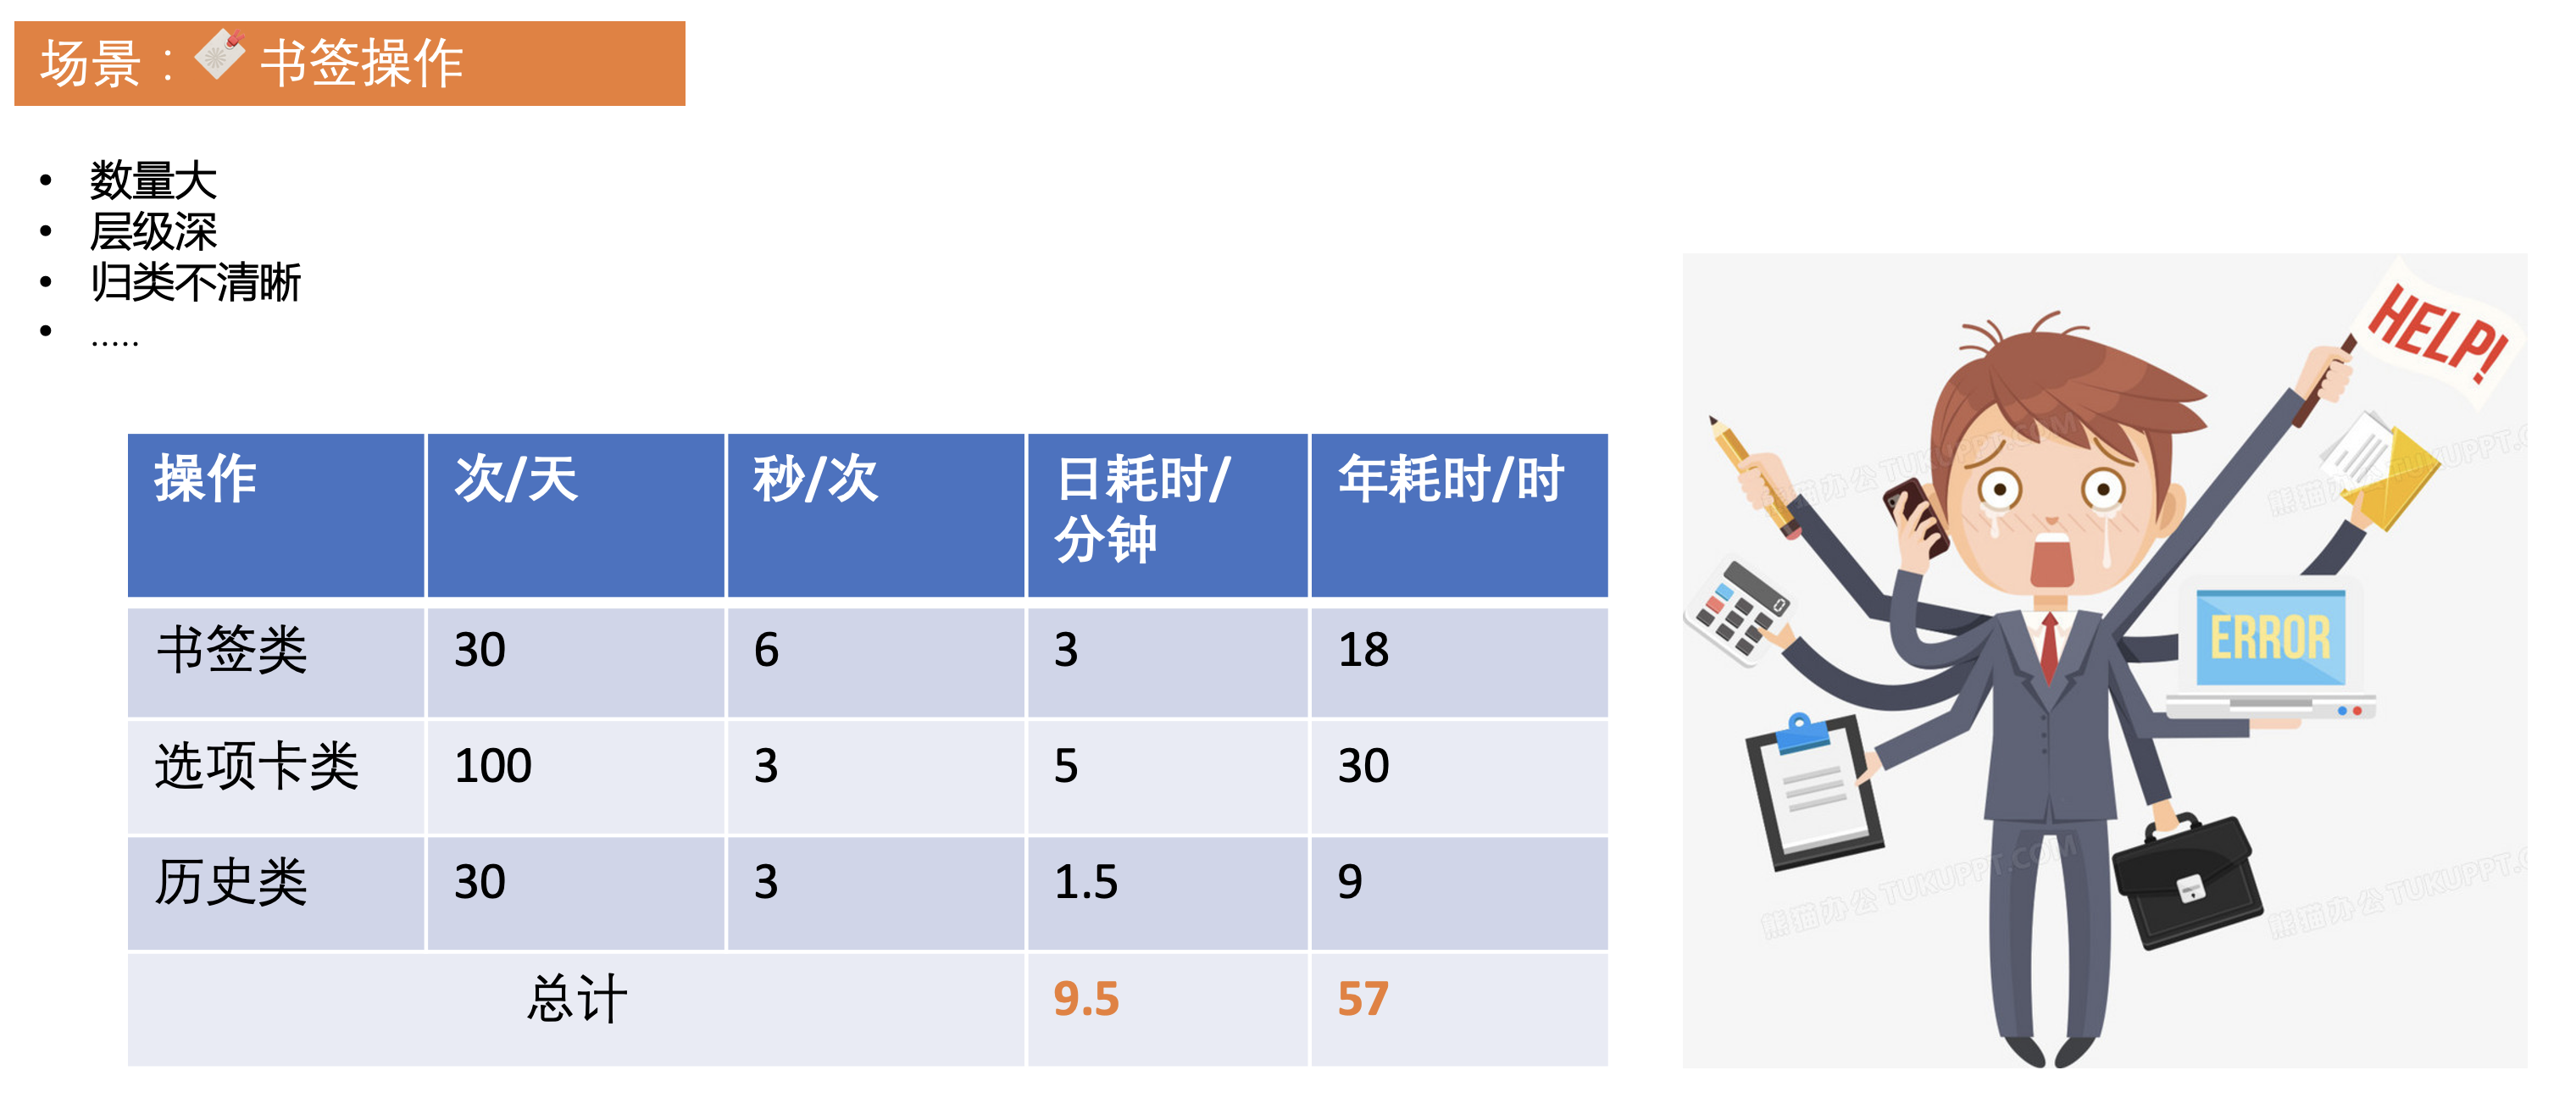 场景：书签操作
• 数量大
• 层级深
• 归类不清晰
• .....
操作 次/天 秒/次 日耗时/分钟 年耗时/时
书签类 30 6 3 18
选项卡类 100 3 5 30
历史类 30 3 1.5 9
总计 9.5 57
HELP!
0
ERROR
熊猫办公 TUKUPPT.COM
熊猫办公 TUKUPPT.C
熊猫办公 TUKUPPT.COM
熊猫办公 TUKUPPT.C